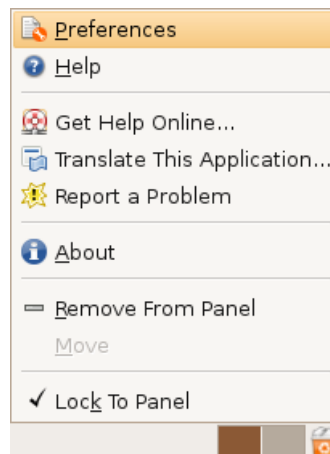 Preferences
Help
Get Help Online...
Translate This Application...
Report a Problem
About
Remove From Panel
Move
Lock To Panel